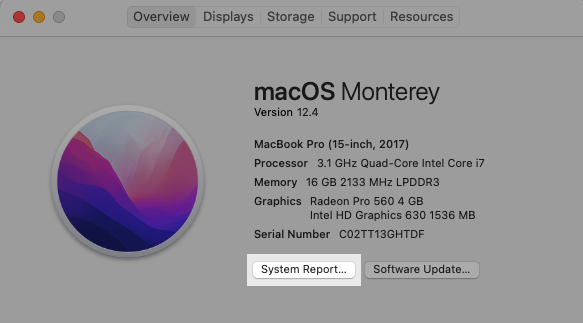 Overview Displays Storage Support Resources
macOS Monterey
Version 12.4
MacBook Pro (15-inch, 2017)
Processor 3.1 GHz Quad-Core Intel Core i7
Memory 16 GB 2133 MHz LPDDR3
Graphics Radeon Pro 560 4 GB
Intel HD Graphics 630 1536 MB
Serial Number C02TT13GHTDF
System Report... Software Update...